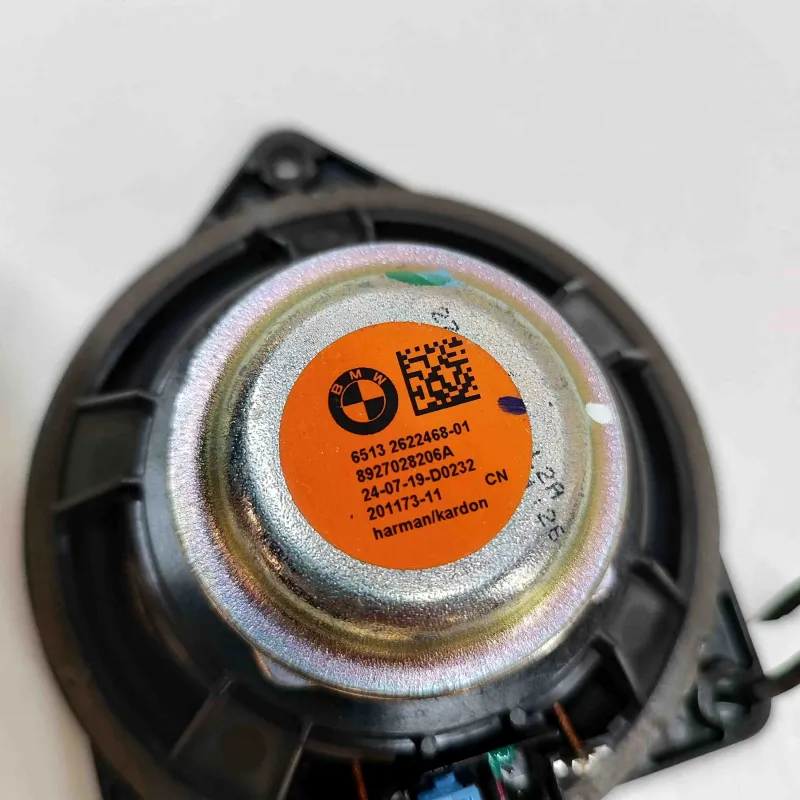 BMW
6513 2622468-01
8927028206A
24-07-19-D0232 CN
201173-11
harman/kardon